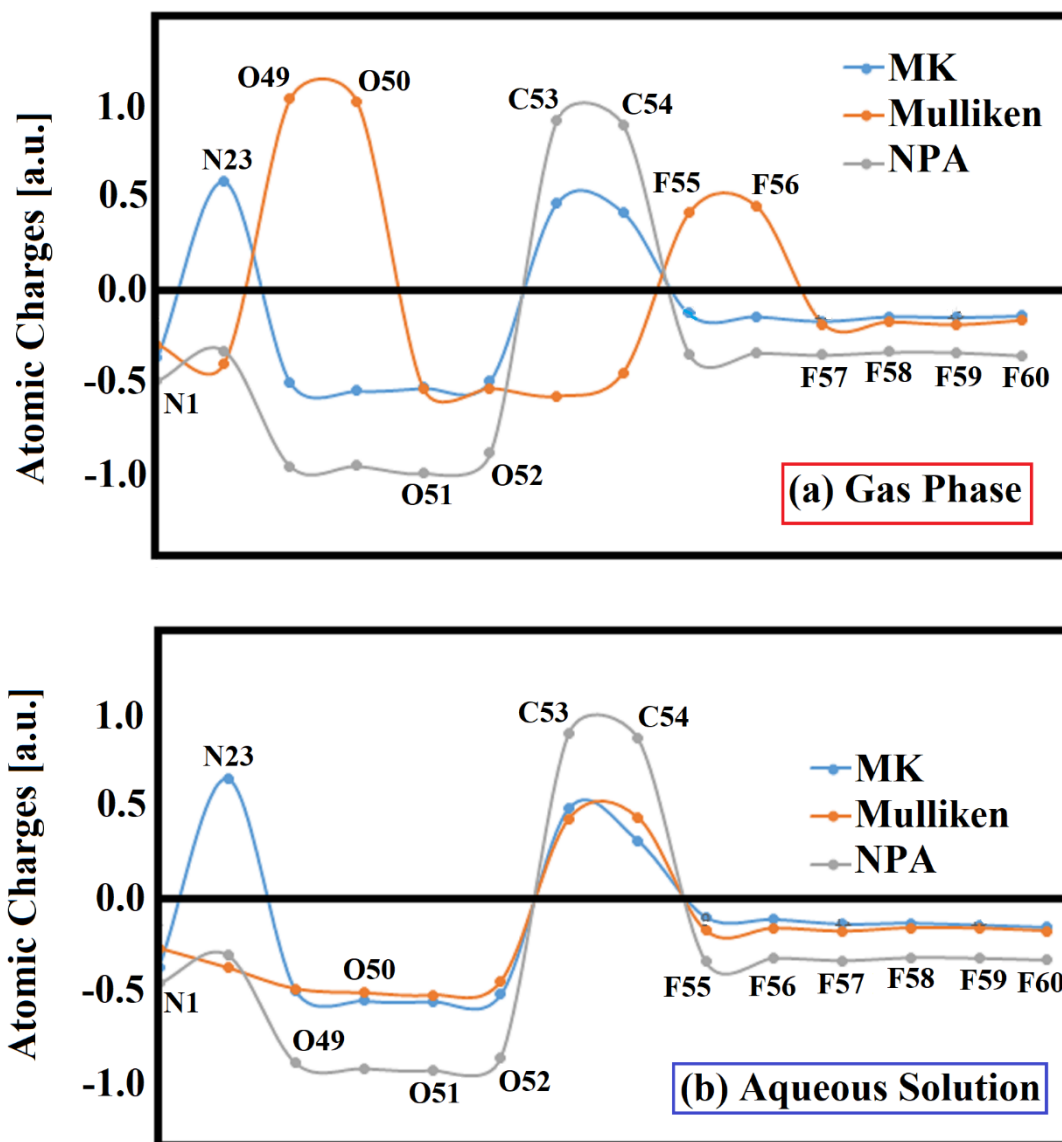 Atomic Charges [a.u.]
1.0
0.5
0.0
-0.5
-1.0
N1
N23
O49
O50
O51
O52
C53
C54
F55
F56
F57
F58
F59
F60
MK
Mulliken
NPA
(a) Gas Phase
Atomic Charges [a.u.]
1.0
0.5
0.0
-0.5
-1.0
N1
N23
O49
O50
O51
O52
C53
C54
F55
F56
F57
F58
F59
F60
MK
Mulliken
NPA
(b) Aqueous Solution